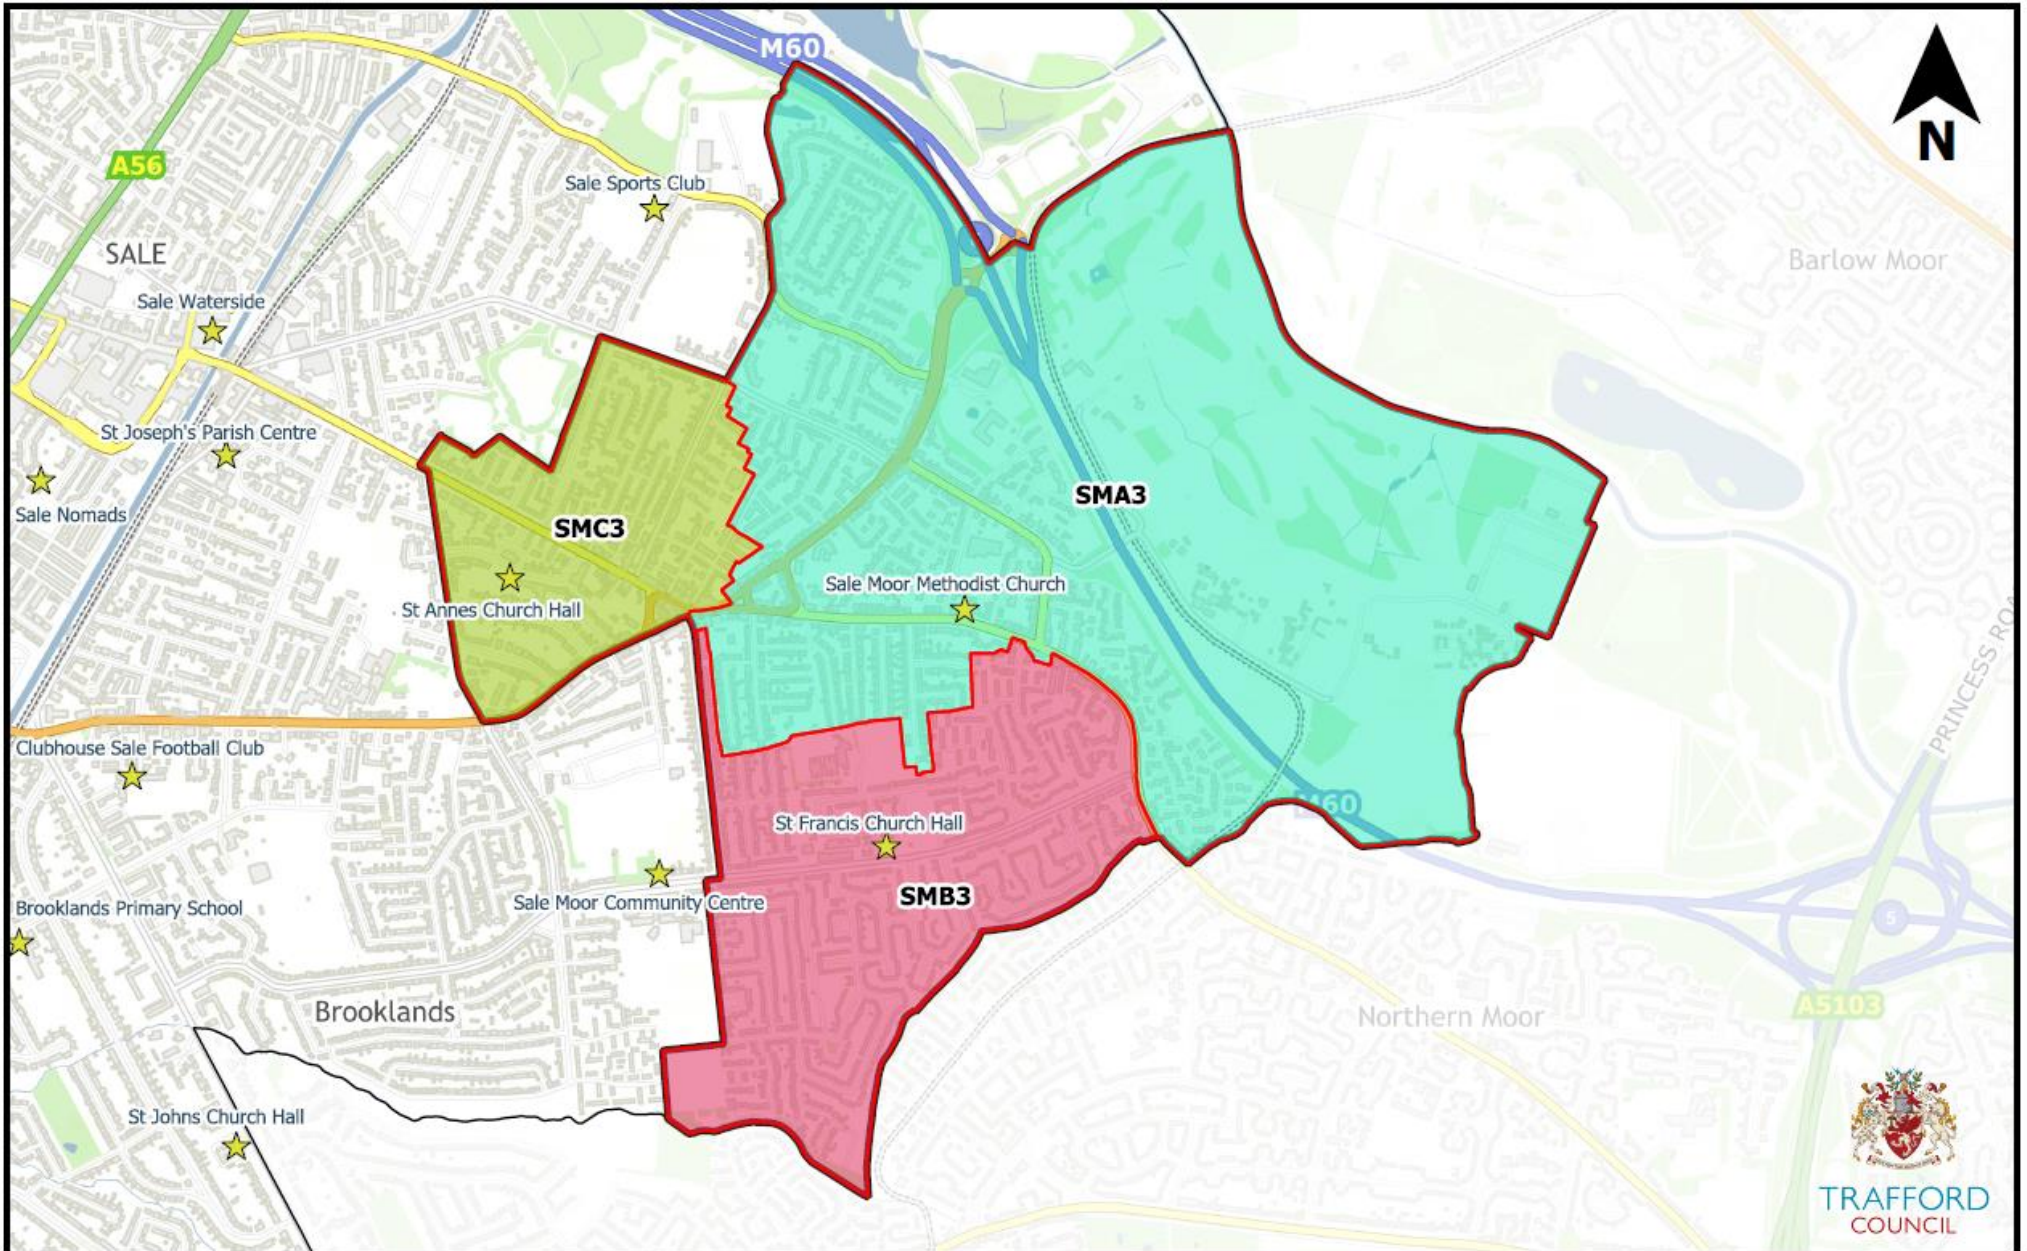 M60
N
A56
Sale Sports Club
SALE
Barlow Moor
Sale Waterside
St Joseph's Parish Centre
SMA3
Sale Nomads
SMC3
Sale Moor Methodist Church
St Annes Church Hall
PRINCESS
Clubhouse Sale Football Club
M60
St Francis Church Hall
SMB3
Sale Moor Community Centre
Brooklands Primary School
5
A5103
Brooklands
Northern Moor
St Johns Church Hall
TRAFFORD
COUNCIL